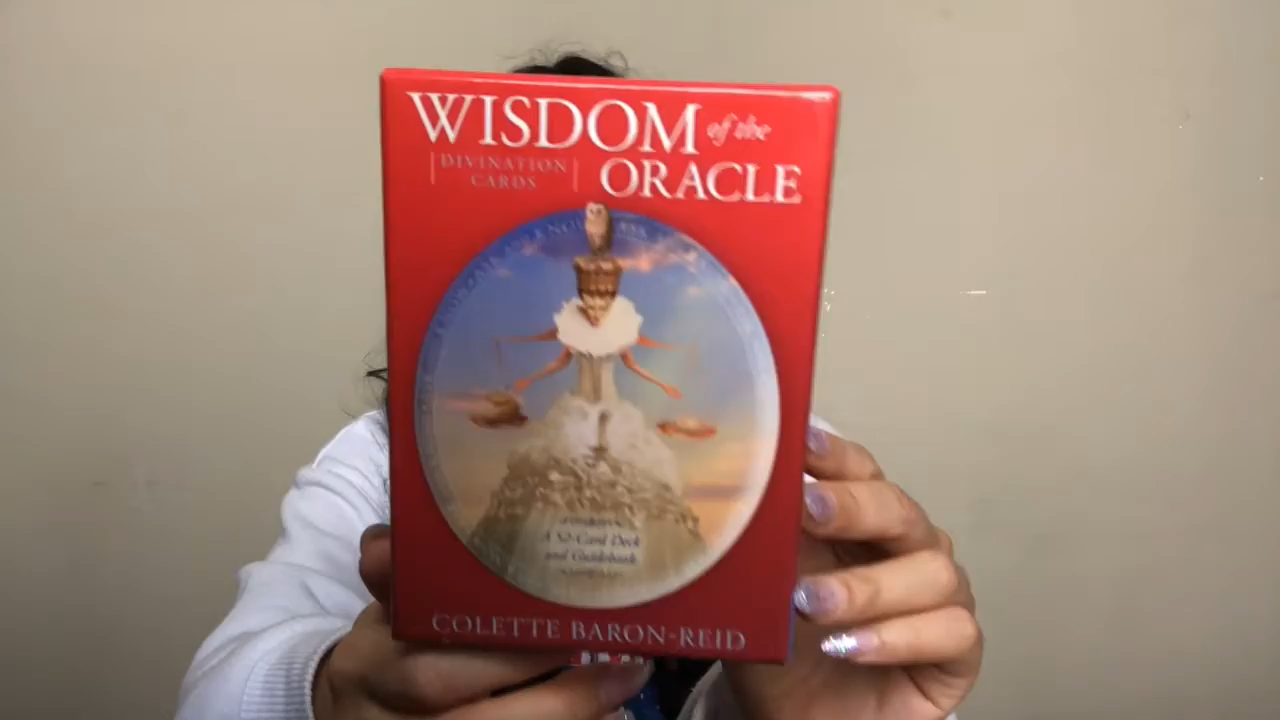 WISDOM of the
DIVINATION
CARDS
ORACLE
A 52-Card Deck
and Guidebook
COLETTE BARON-REID